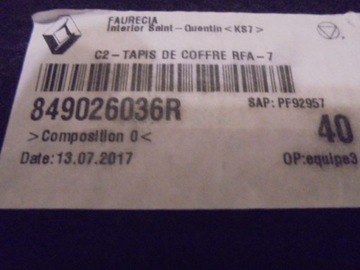 FAURECIA
Interior Saint-Quentin <KS7>
C2-TAPIS DE COFFRE RFA-7
849026036R
SAP: PF92957
>Composition 0<
40
Date:13.07.2017
OP:equipe3